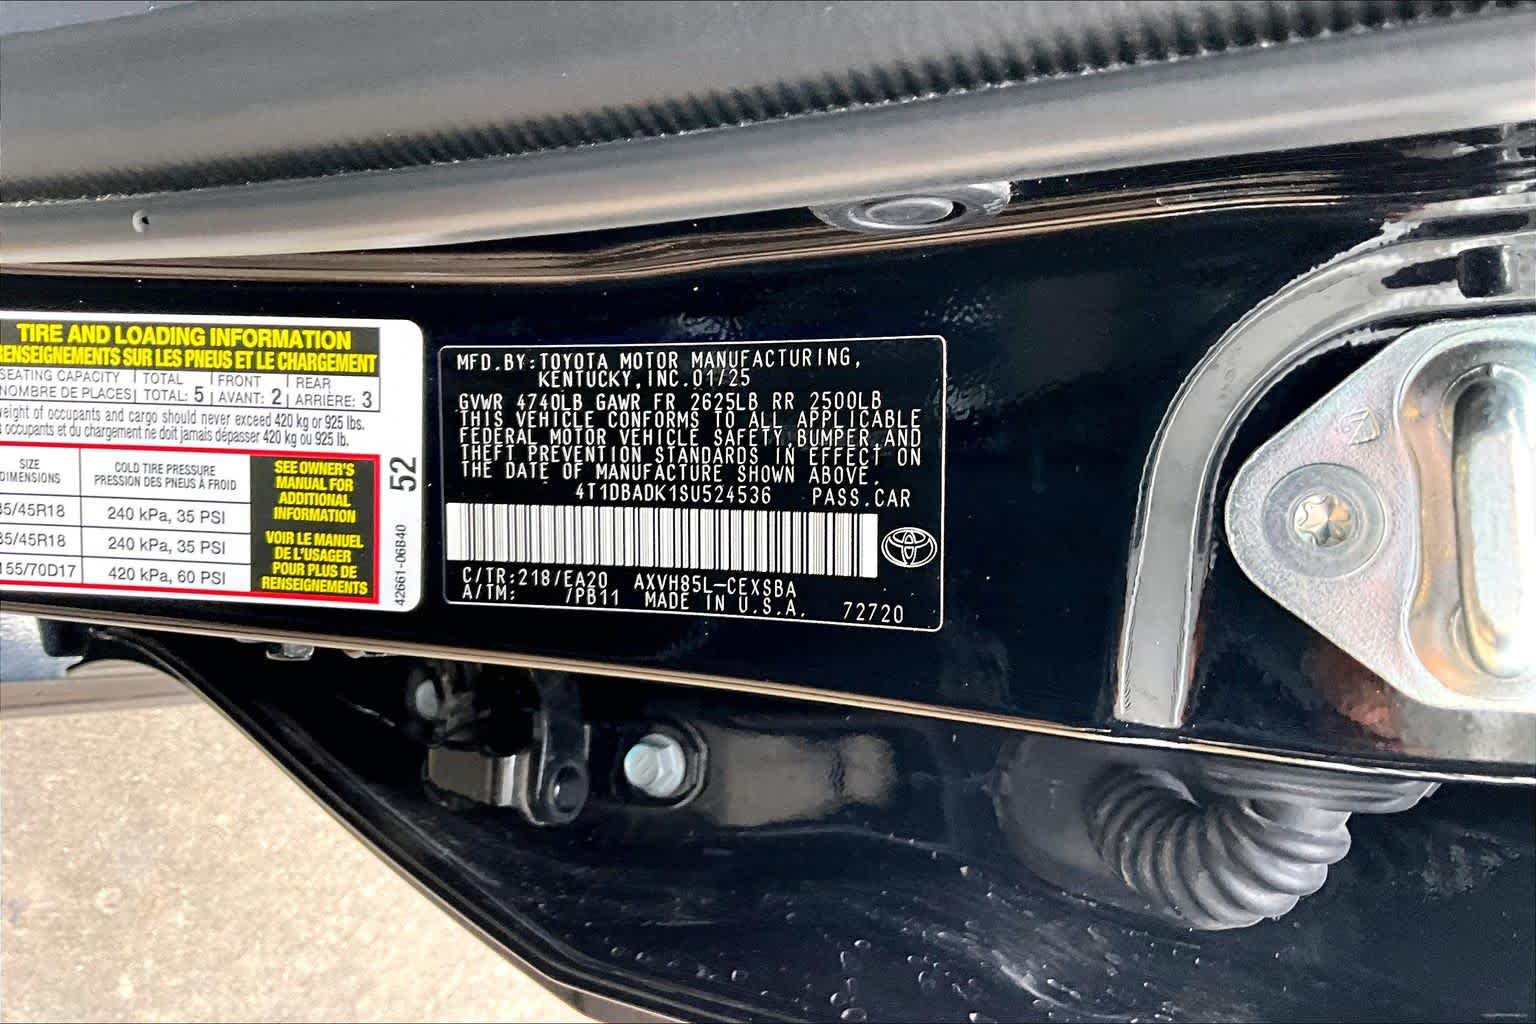 TIRE AND LOADING INFORMATION
RENSEIGNEMENTS SUR LES PNEUS ET LE CHARGEMENT
SEATING CAPACITY TOTAL FRONT REAR
NOMBRE DE PLACES TOTAL: 5 AVANT: 2 ARRIÈRE: 3
weight of occupants and cargo should never exceed 420 kg or 925 lbs.
occupants et du chargement ne doit jamais dépasser 420 kg ou 925 lb.
SIZE COLD TIRE PRESSURE
DIMENSIONS PRESSION DES PNEUS À FROID
5/45R18 240 kPa, 35 PSI
5/45R18 240 kPa, 35 PSI
155/70D17 420 kPa, 60 PSI
SEE OWNER'S
MANUAL FOR
ADDITIONAL
INFORMATION
VOIR LE MANUEL
DE L'USAGER
POUR PLUS DE
RENSEIGNEMENTS
52
42661-06B40
MFD.BY:TOYOTA MOTOR MANUFACTURING,
KENTUCKY,INC.01/25
GVWR 4740LB GAWR FR 2625LB RR 2500LB
THIS VEHICLE CONFORMS TO ALL APPLICABLE
FEDERAL MOTOR VEHICLE SAFETY,BUMPER,AND
THEFT PREVENTION STANDARDS IN EFFECT ON
THE DATE OF MANUFACTURE SHOWN ABOVE.
4T1DBADK1SU524536 PASS.CAR
C/TR:218/EA20 AXVH85L-CEXSBA
A/TM: /PB11 MADE IN U.S.A. 72720